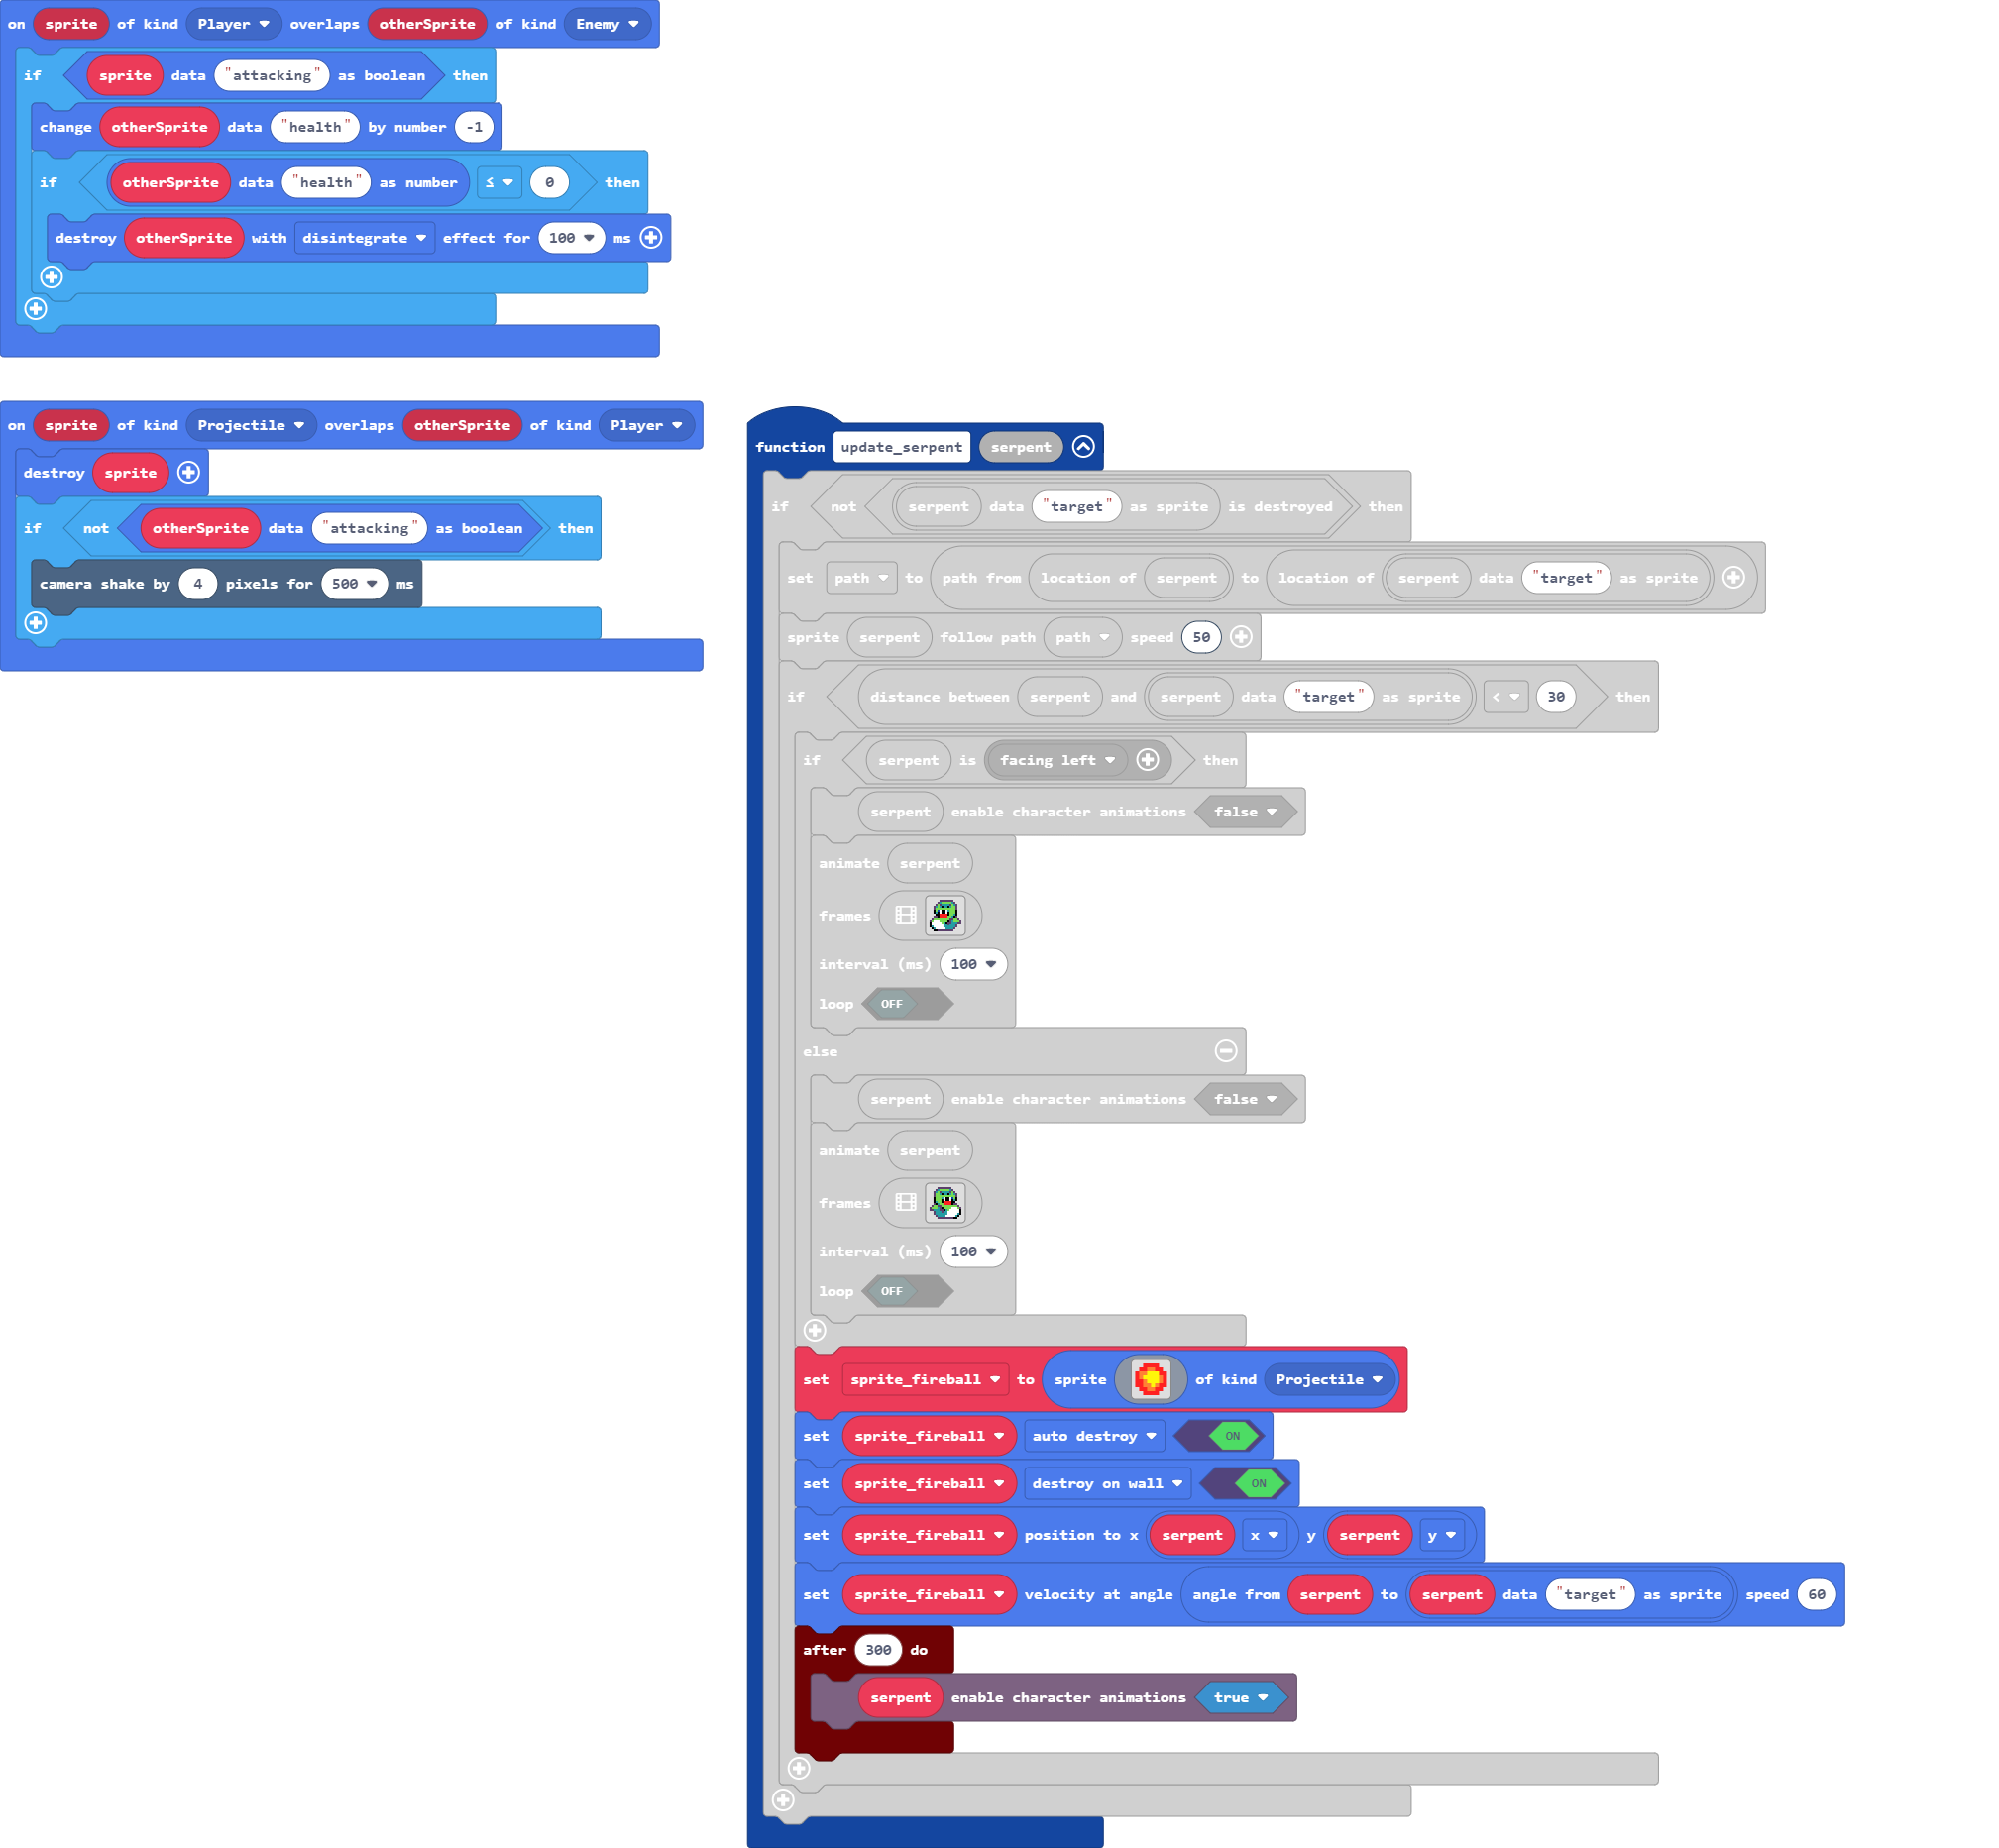 on sprite of kind Player overlaps otherSprite of kind Enemy
if sprite data "attacking" as boolean then
change otherSprite data "health" by number -1
if otherSprite data "health" as number ≤ 0 then
destroy otherSprite with disintegrate effect for 100 ms
on sprite of kind Projectile overlaps otherSprite of kind Player
destroy sprite
if not otherSprite data "attacking" as boolean then
camera shake by 4 pixels for 500 ms
function update_serpent serpent
if not serpent data "target" as sprite is destroyed then
set path to path from location of serpent to location of serpent data "target" as sprite
sprite serpent follow path path speed 50
if distance between serpent and serpent data "target" as sprite < 30 then
if serpent is facing left then
serpent enable character animations false
animate serpent
frames
interval (ms) 100
loop OFF
else
serpent enable character animations false
animate serpent
frames
interval (ms) 100
loop OFF
set sprite_fireball to sprite of kind Projectile
set sprite_fireball auto destroy ON
set sprite_fireball destroy on wall ON
set sprite_fireball position to x serpent x y serpent y
set sprite_fireball velocity at angle angle from serpent to serpent data "target" as sprite speed 60
after 300 do
serpent enable character animations true